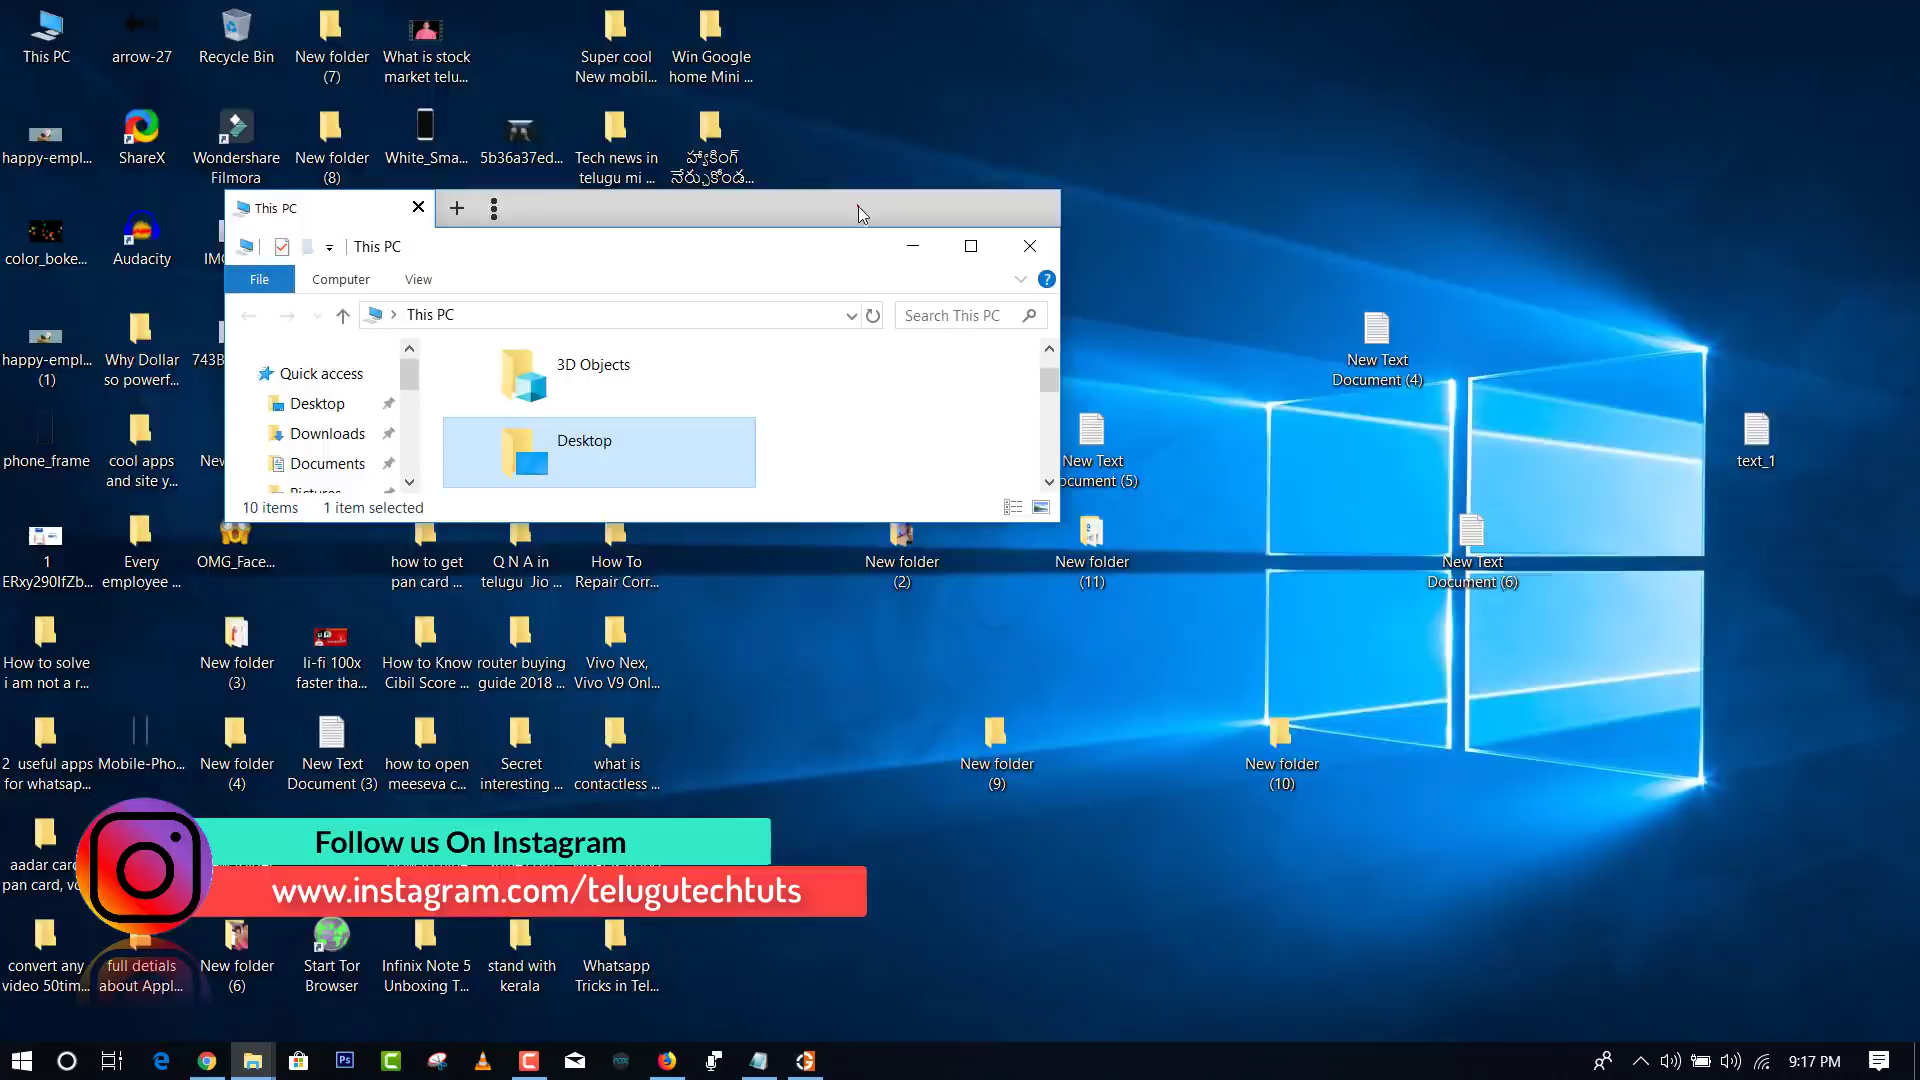 This PC
arrow-27
Recycle Bin
New folder
(7)
What is stock
market telu...
Super cool
New mobil...
Win Google
home Mini ...
happy-empl...
ShareX
Wondershare
Filmora
New folder
(8)
White_Sma...
5b36a37ed...
Tech news in
telugu mi ...
హ్యాకింగ్
నేర్చుకోండ...
This PC
This PC
File
Computer
View
This PC
Search This PC
Quick access
Desktop
Downloads
Documents
Pictures
3D Objects
Desktop
10 items
1 item selected
color_boke...
Audacity
happy-empl...
(1)
Why Dollar
so powerf...
743B
New Text
Document (4)
phone_frame
cool apps
and site y...
New Text
ocument (5)
text_1
1
ERxy290IfZb...
Every
employee ...
OMG_Face...
how to get
pan card ...
Q N A in
telugu Jio ...
How To
Repair Corr...
New folder
(2)
New folder
(11)
New Text
Document (6)
How to solve
i am not a r...
New folder
(3)
li-fi 100x
faster tha...
How to Know
Cibil Score ...
router buying
guide 2018 ...
Vivo Nex,
Vivo V9 Onl...
2 useful apps
for whatsap...
Mobile-Pho...
New folder
(4)
New Text
Document (3)
how to open
meeseva c...
Secret
interesting ...
what is
contactless ...
New folder
(9)
New folder
(10)
aadar car
pan card, v
Follow us On Instagram
www.instagram.com/telugutechtuts
convert any
video 50tim...
full detials
about Appl...
New folder
(6)
Start Tor
Browser
Infinix Note 5
Unboxing T...
stand with
kerala
Whatsapp
Tricks in Tel...
9:17 PM